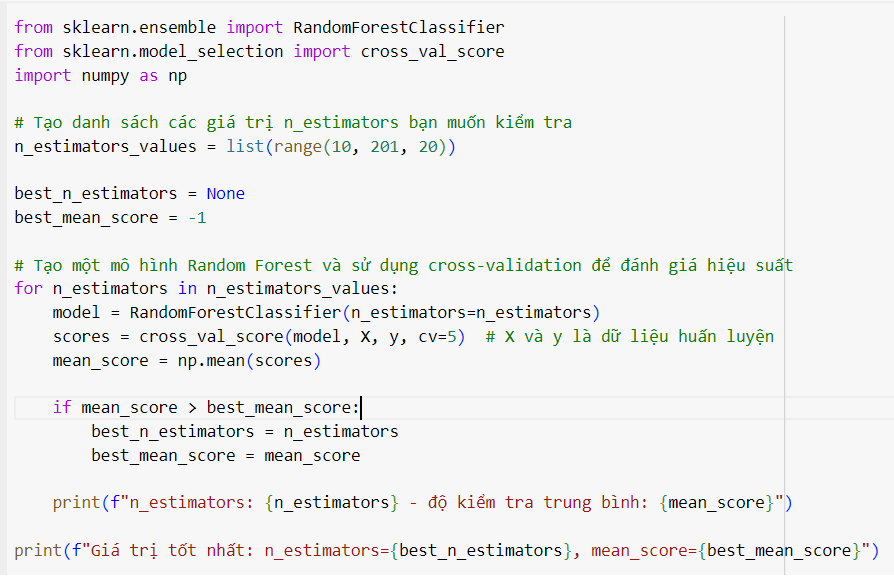 from sklearn.ensemble import RandomForestClassifier
from sklearn.model_selection import cross_val_score
import numpy as np
# Tạo danh sách các giá trị n_estimators bạn muốn kiểm tra
n_estimators_values = list(range(10, 201, 20))
best_n_estimators = None
best_mean_score = -1
# Tạo một mô hình Random Forest và sử dụng cross-validation để đánh giá hiệu suất
for n_estimators in n_estimators_values:
    model = RandomForestClassifier(n_estimators=n_estimators)
    scores = cross_val_score(model, X, y, cv=5)  # X và y là dữ liệu huấn luyện
    mean_score = np.mean(scores)
    if mean_score > best_mean_score:
        best_n_estimators = n_estimators
        best_mean_score = mean_score
    print(f"n_estimators: {n_estimators} - độ kiểm tra trung bình: {mean_score}")
print(f"Giá trị tốt nhất: n_estimators={best_n_estimators}, mean_score={best_mean_score}")